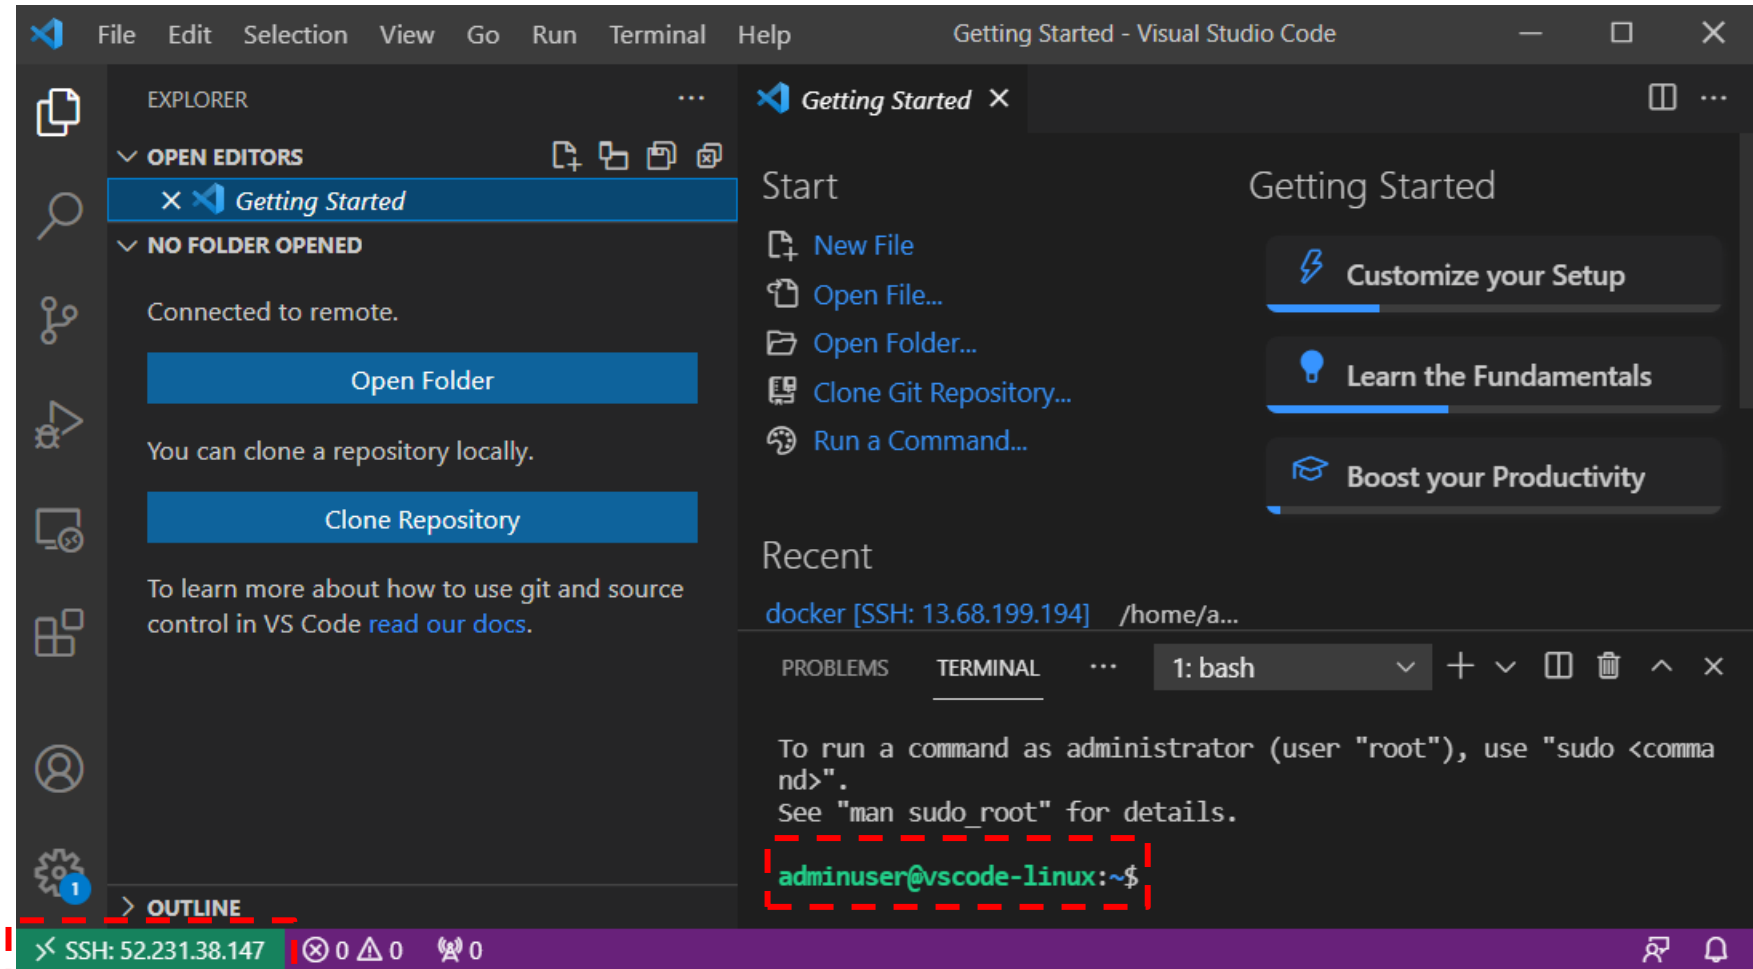 File Edit Selection View Go Run Terminal Help
Getting Started - Visual Studio Code
EXPLORER
OPEN EDITORS
Getting Started
NO FOLDER OPENED
Connected to remote.
Open Folder
You can clone a repository locally.
Clone Repository
To learn more about how to use git and source
control in VS Code read our docs.
OUTLINE
Getting Started
Start
New File
Open File...
Open Folder...
Clone Git Repository...
Run a Command...
Recent
docker [SSH: 13.68.199.194] /home/a...
Getting Started
Customize your Setup
Learn the Fundamentals
Boost your Productivity
PROBLEMS TERMINAL ··· 1: bash
To run a command as administrator (user "root"), use "sudo <comma
nd>".
See "man sudo_root" for details.
adminuser@vscode-linux:~$
1
SSH: 52.231.38.147 0 0 0